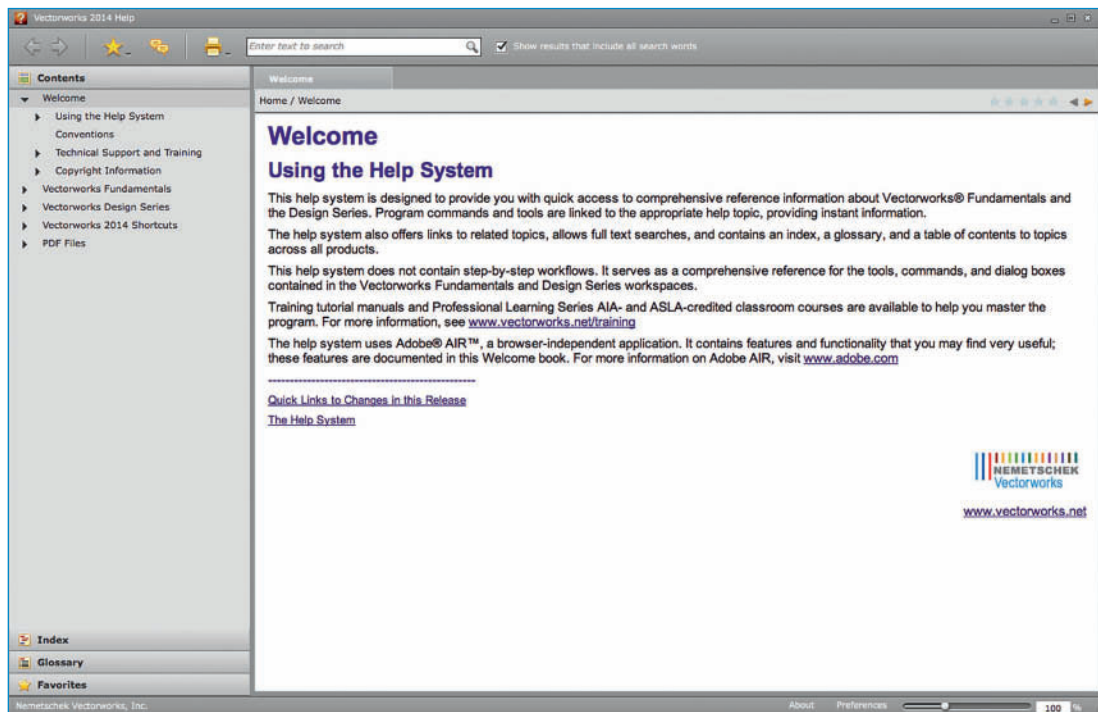 Vectorworks 2014 Help
Enter text to search
Show results that include all search words
Contents
Welcome
Using the Help System
Conventions
Technical Support and Training
Copyright Information
Vectorworks Fundamentals
Vectorworks Design Series
Vectorworks 2014 Shortcuts
PDF Files
Index
Glossary
Favorites
Welcome
Home / Welcome
Welcome
Using the Help System
This help system is designed to provide you with quick access to comprehensive reference information about Vectorworks® Fundamentals and
the Design Series. Program commands and tools are linked to the appropriate help topic, providing instant information.
The help system also offers links to related topics, allows full text searches, and contains an index, a glossary, and a table of contents to topics
across all products.
This help system does not contain step-by-step workflows. It serves as a comprehensive reference for the tools, commands, and dialog boxes
contained in the Vectorworks Fundamentals and Design Series workspaces.
Training tutorial manuals and Professional Learning Series AIA- and ASLA-credited classroom courses are available to help you master the
program. For more information, see www.vectorworks.net/training
The help system uses Adobe® AIR™, a browser-independent application. It contains features and functionality that you may find very useful;
these features are documented in this Welcome book. For more information on Adobe AIR, visit www.adobe.com
------------------------------------------------
Quick Links to Changes in this Release
The Help System
NEMETSCHEK
Vectorworks
www.vectorworks.net
Nemetschek Vectorworks, Inc.
About Preferences 100 %